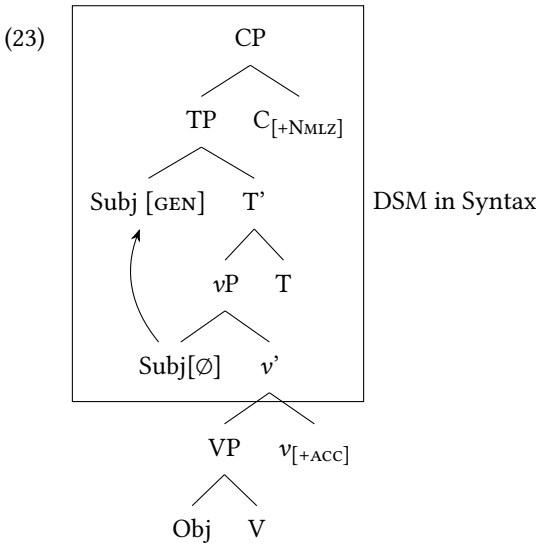 (23) CP
TP C[+NMLZ]
Subj [GEN] T' DSM in Syntax
vP T
Subj[∅] v'
VP v[+ACC]
Obj V